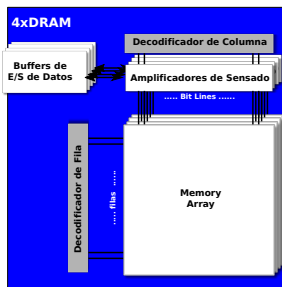 4xDRAM
Decodificador de Columna
Buffers de
E/S de Datos
Amplificadores de Sensado
..... Bit Lines ......
Decodificador de Fila
..... filas ......
Memory
Array